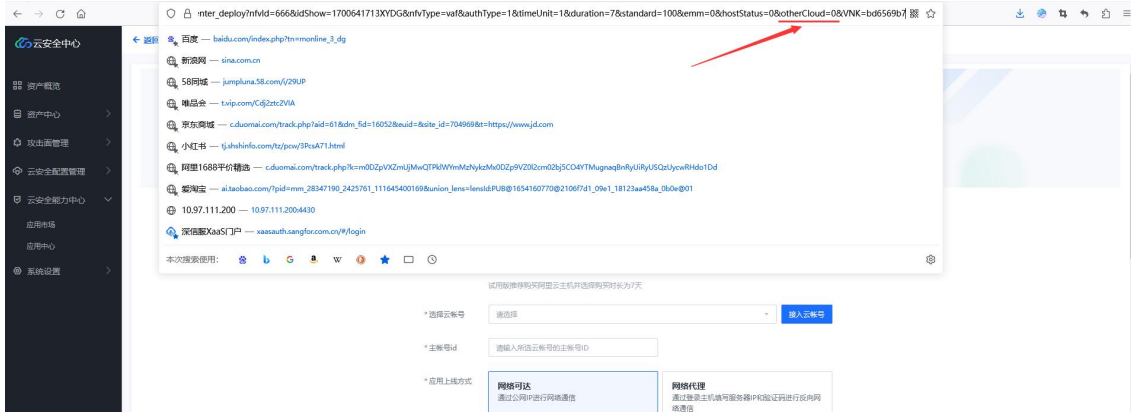 :nter_deploy?nfvId=666&idShow=1700641713XYDG&nfvType=vaf&authType=1&timeUnit=1&duration=7&standard=100&emm=0&hostStatus=0&otherCloud=0&VNK=bd6569b7
云安全中心
资产概览
资产中心
攻击面管理
云安全配置管理
云安全能力中心
应用市场
应用中心
系统设置
百度 — baidu.com/index.php?tn=monline_3_dg
新浪网 — sina.com.cn
58同城 — jumpluna.58.com/i/29UP
唯品会 — t.vip.com/Cdj2ztc2VlA
京东商城 — c.duomai.com/track.php?aid=61&dm_fid=16052&euid=&site_id=704969&t=https://www.jd.com
小红书 — tj.shshinfo.com/tz/pcw/3PcsA71.html
阿里1688平价精选 —
爱淘宝 — ai.taobao.com/?pid=mm_28347190_2425761_111645400169&union_lens=lensId:PUB@1654160770@2106f7d1_09e1_18123aa458a_0b0e@01
10.97.111.200 — 10.97.111.200:4430
深信服XaaS门户 — xaasauth.sangfor.com.cn/#/login
本次搜索使用:
试用版推荐购买阿里云主机并选择购买时长为7天
*选择云帐号
请选择
接入云帐号
*主帐号id
请输入所选云帐号的主帐号ID
*应用上线方式
网络可达
通过公网IP进行网络通信
网络代理
通过登录主机填写服务器IP和验证码进行反向网
络通信